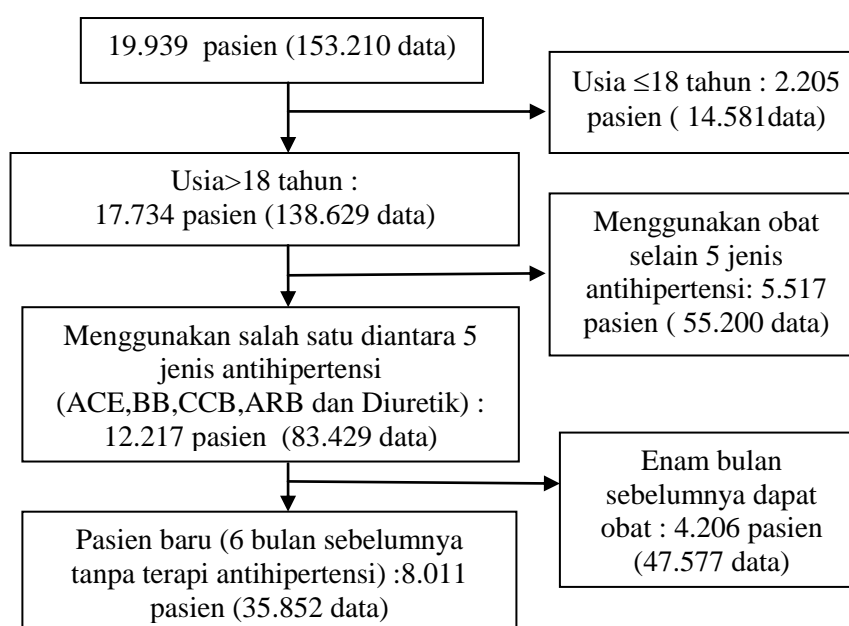 19.939  pasien (153.210 data)
Usia ≤18 tahun : 2.205
pasien ( 14.581data)
Usia>18 tahun :
17.734 pasien (138.629 data)
Menggunakan obat
selain 5 jenis
antihipertensi: 5.517
pasien ( 55.200 data)
Menggunakan salah satu diantara 5
jenis antihipertensi
(ACE,BB,CCB,ARB dan Diuretik) :
12.217 pasien  (83.429 data)
Enam bulan
sebelumnya dapat
obat : 4.206 pasien
(47.577 data)
Pasien baru (6 bulan sebelumnya
tanpa terapi antihipertensi) :8.011
pasien (35.852 data)